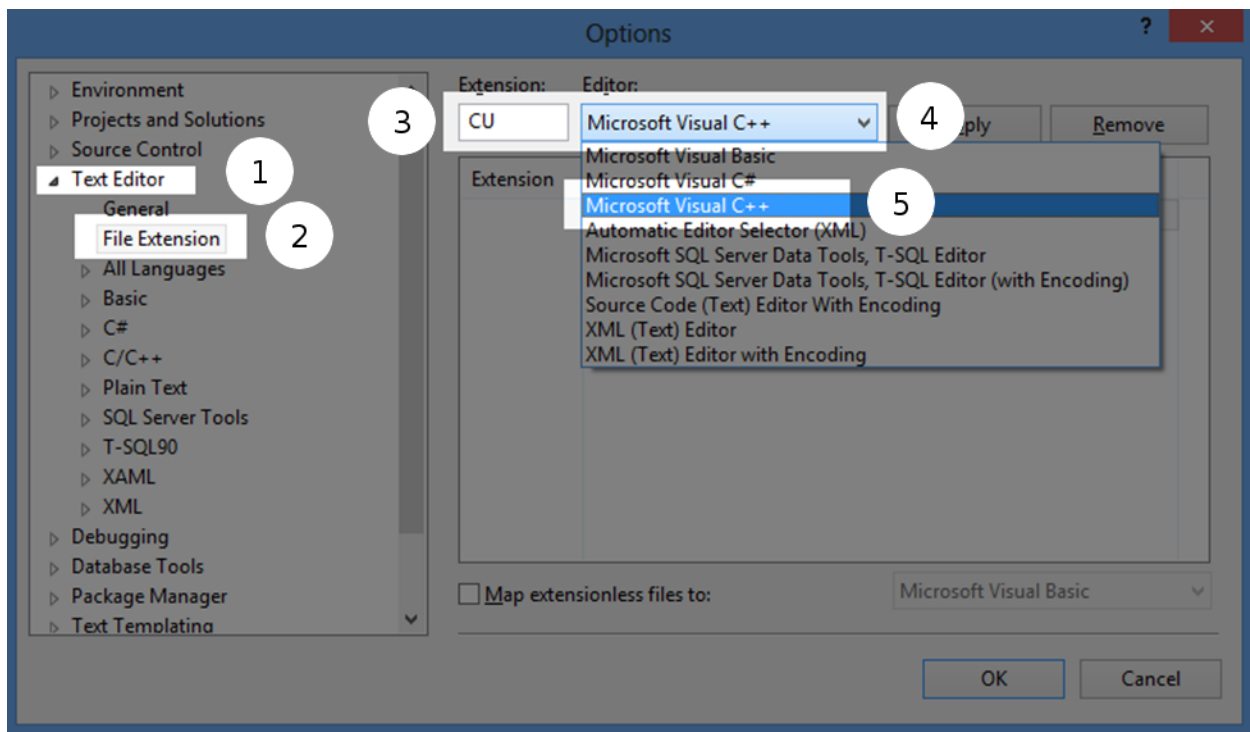 Options
?
Environment
Projects and Solutions
Source Control
Text Editor
1
General
File Extension
2
All Languages
Basic
C#
C/C++
Plain Text
SQL Server Tools
T-SQL90
XAML
XML
Debugging
Database Tools
Package Manager
Text Templating
Extension: Editor:
3
CU
Microsoft Visual C++
4
Remove
Extension
Microsoft Visual Basic
Microsoft Visual C#
Microsoft Visual C++
5
Automatic Editor Selector (XML)
Microsoft SQL Server Data Tools, T-SQL Editor
Microsoft SQL Server Data Tools, T-SQL Editor (with Encoding)
Source Code (Text) Editor With Encoding
XML (Text) Editor
XML (Text) Editor with Encoding
Map extensionless files to:
Microsoft Visual Basic
OK
Cancel